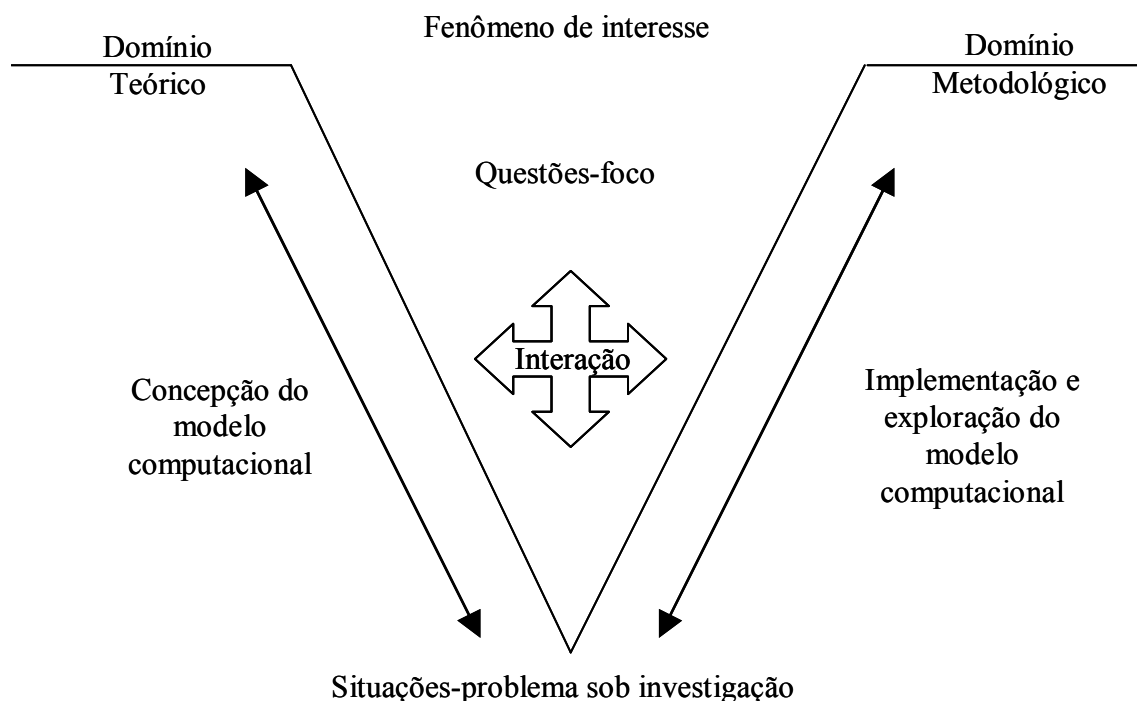 Fenômeno de interesse
Domínio
Teórico
Domínio
Metodológico
Questões-foco
Interação
Concepção do
modelo
computacional
Implementação e
exploração do
modelo
computacional
Situações-problema sob investigação